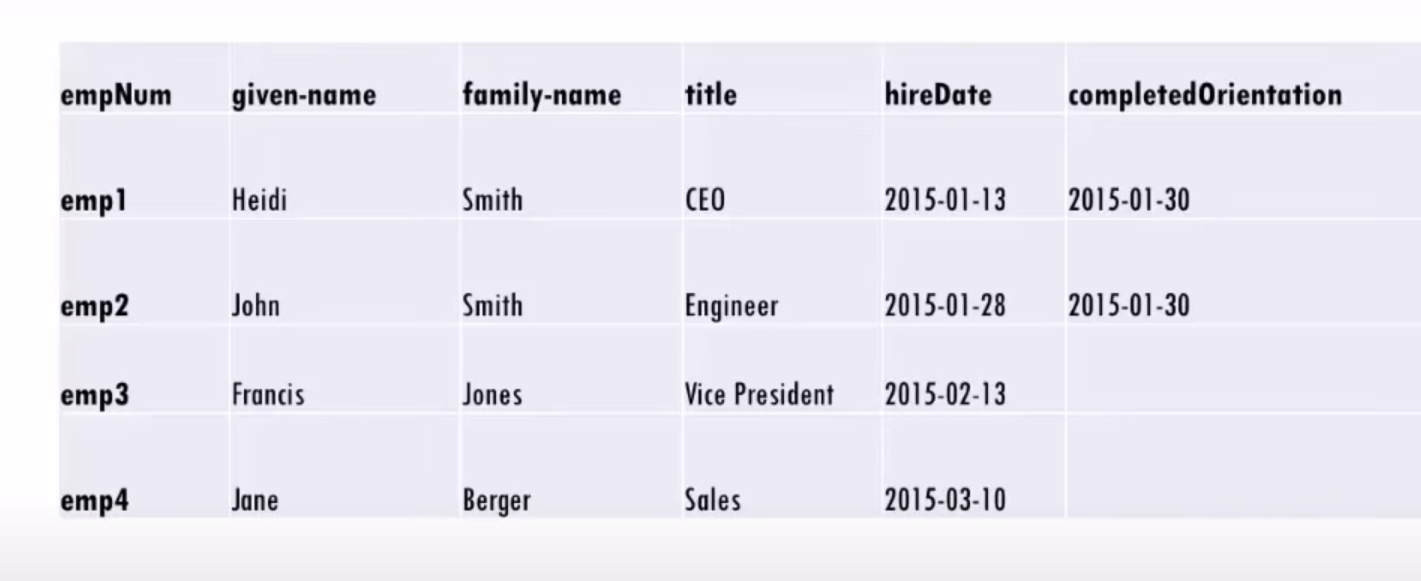 empNum given-name family-name title hireDate completedOrientation
emp1 Heidi Smith CEO 2015-01-13 2015-01-30
emp2 John Smith Engineer 2015-01-28 2015-01-30
emp3 Francis Jones Vice President 2015-02-13
emp4 Jane Berger Sales 2015-03-10